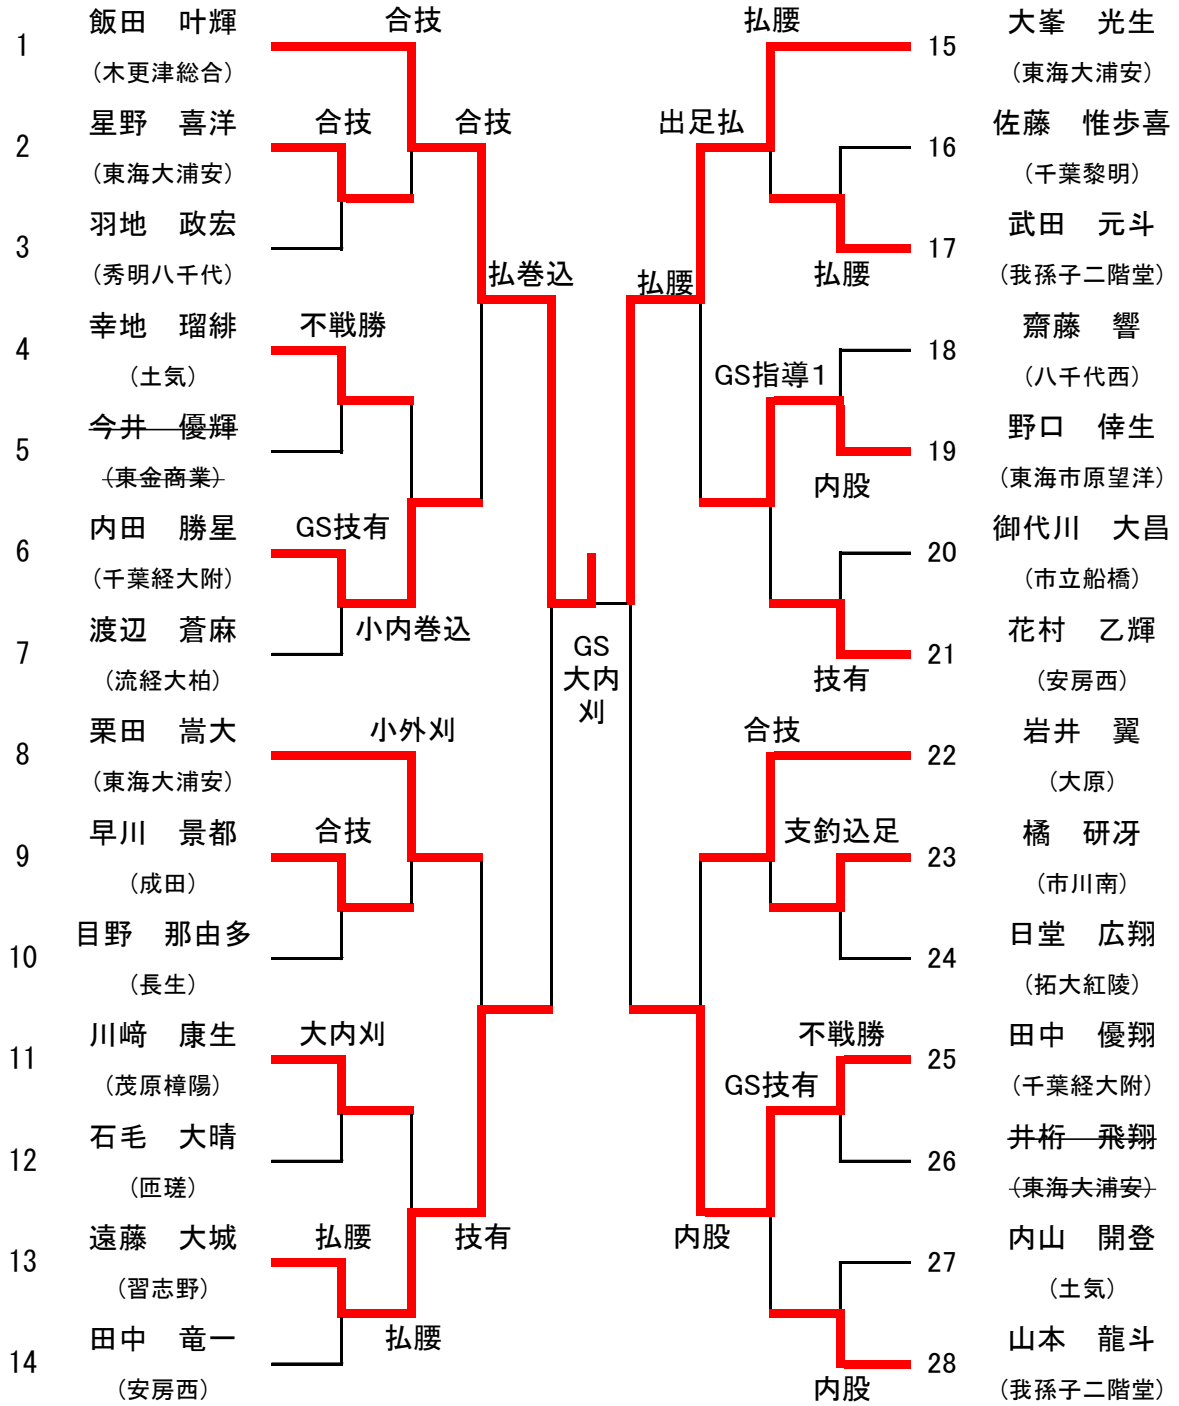 飯田　叶輝
1
（木更津総合）
合技
星野　喜洋
2
（東海大浦安）
合技
合技
羽地　政宏
3
（秀明八千代）
払巻込
幸地　瑠緋
4
（土気）
不戦勝
今井　優輝
5
（東金商業）
内田　勝星
6
（千葉経大附）
GS技有
渡辺　蒼麻
7
（流経大柏）
小内巻込
栗田　嵩大
8
（東海大浦安）
小外刈
早川　景都
9
（成田）
合技
目野　那由多
10
（長生）
川﨑　康生
11
（茂原樟陽）
大内刈
石毛　大晴
12
（匝瑳）
遠藤　大城
13
（習志野）
払腰
技有
田中　竜一
14
（安房西）
払腰
GS
大内
刈
払腰
大峯　光生
15
（東海大浦安）
出足払
佐藤　惟歩喜
16
（千葉黎明）
武田　元斗
17
（我孫子二階堂）
払腰
払腰
齋藤　響
18
（八千代西）
GS指導1
野口　倖生
19
（東海市原望洋）
内股
御代川　大昌
20
（市立船橋）
花村　乙輝
21
（安房西）
技有
合技
岩井　翼
22
（大原）
支釣込足
橘　研冴
23
（市川南）
日堂　広翔
24
（拓大紅陵）
不戦勝
田中　優翔
25
（千葉経大附）
GS技有
井桁　飛翔
26
（東海大浦安）
内股
内山　開登
27
（土気）
山本　龍斗
28
（我孫子二階堂）
内股